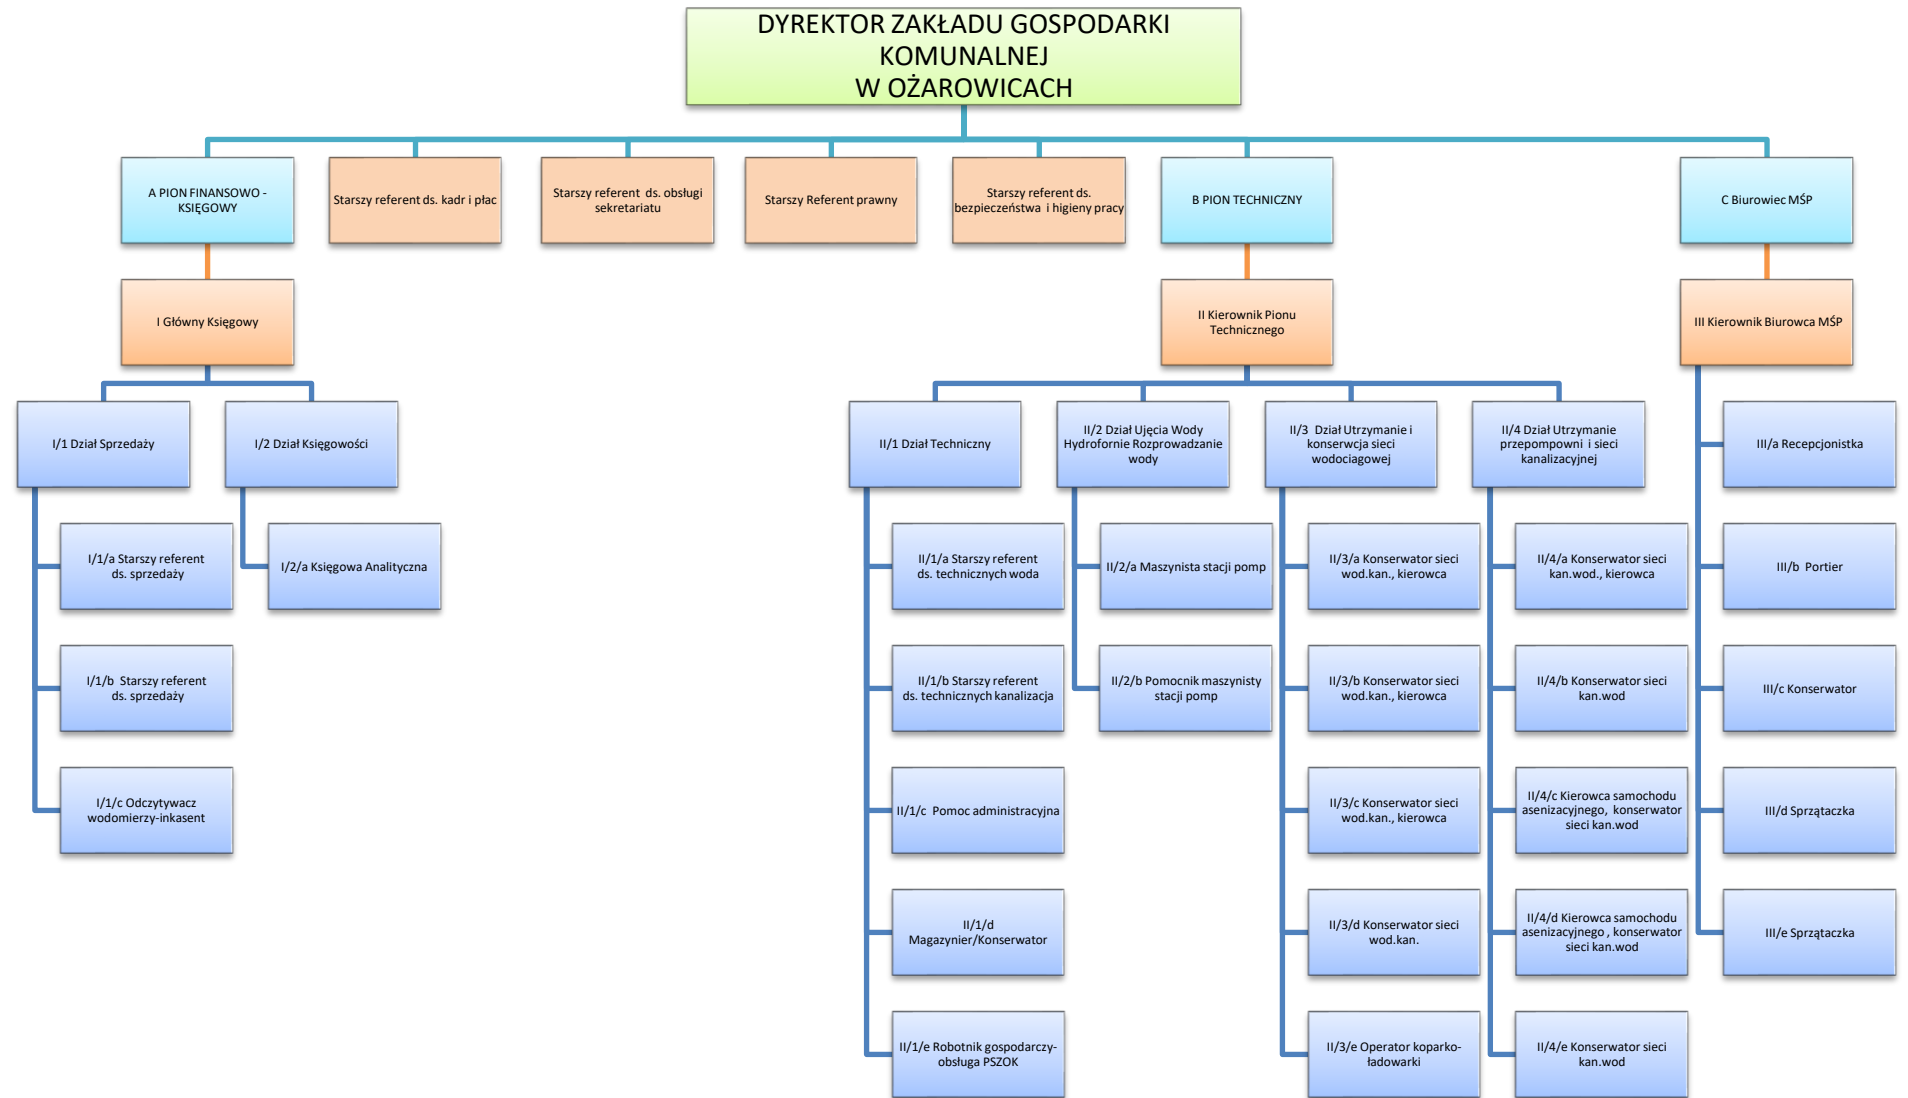 DYREKTOR ZAKŁADU GOSPODARKI
KOMUNALNEJ
W OŻAROWICACH
A PION FINANSOWO -
KSIĘGOWY
Starszy referent ds. kadr i płac
Starszy referent  ds. obsługi
sekretariatu
Starszy Referent prawny
Starszy referent ds.
bezpieczeństwa  i higieny pracy
B PION TECHNICZNY
C Biurowiec MŚP
I Główny Księgowy
II Kierownik Pionu
Technicznego
III Kierownik Biurowca MŚP
I/1 Dział Sprzedaży
I/2 Dział Księgowości
II/1 Dział Techniczny
II/2 Dział Ujęcia Wody
Hydrofornie Rozprowadzanie
wody
II/3  Dział Utrzymanie i
konserwcja sieci
wodociagowej
II/4 Dział Utrzymanie
przepompowni  i sieci
kanalizacyjnej
I/1/a Starszy referent
ds. sprzedaży
I/1/b  Starszy referent
ds. sprzedaży
I/1/c Odczytywacz
wodomierzy-inkasent
I/2/a Księgowa Analityczna
II/1/a Starszy referent
ds. technicznych woda
II/1/b Starszy referent
ds. technicznych kanalizacja
II/1/c  Pomoc administracyjna
II/1/d
Magazynier/Konserwator
II/1/e Robotnik gospodarczy-
obsługa PSZOK
II/2/a Maszynista stacji pomp
II/2/b Pomocnik maszynisty
stacji pomp
II/3/a Konserwator sieci
wod.kan., kierowca
II/3/b Konserwator sieci
wod.kan., kierowca
II/3/c Konserwator sieci
wod.kan., kierowca
II/3/d Konserwator sieci
wod.kan.
II/3/e Operator koparko-
ładowarki
II/4/a Konserwator sieci
kan.wod., kierowca
II/4/b Konserwator sieci
kan.wod
II/4/c Kierowca samochodu
asenizacyjnego,  konserwator
sieci kan.wod
II/4/d Kierowca samochodu
asenizacyjnego , konserwator
sieci kan.wod
II/4/e Konserwator sieci
kan.wod
III/a Recepcjonistka
III/b  Portier
III/c Konserwator
III/d Sprzątaczka
III/e Sprzątaczka